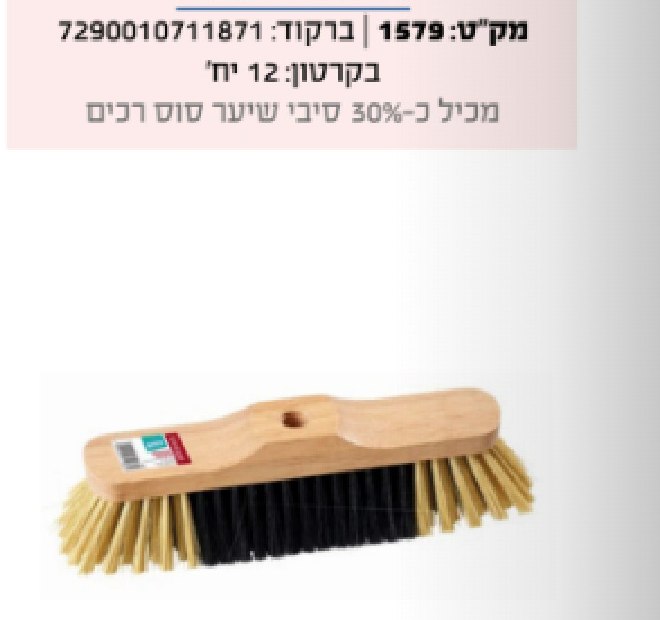 מק"ט: 1579 | ברקוד: 7290010711871
בקרטון: 12 יח'
מכיל כ-30% סיבי שיער סוס רכים